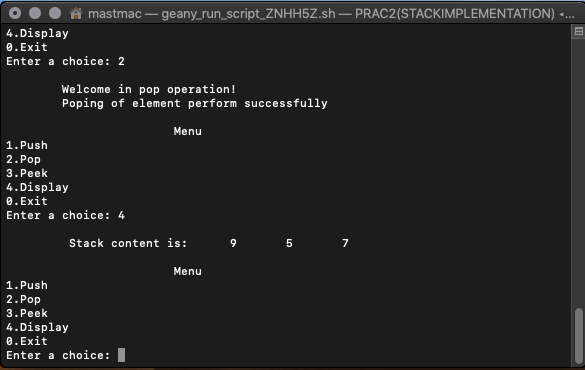 mastmac — geany_run_script_ZNHH5Z.sh — PRAC2(STACKIMPLEMENTATION) ◂...
4.Display
0.Exit
Enter a choice: 2
Welcome in pop operation!
Poping of element perform successfully
Menu
1.Push
2.Pop
3.Peek
4.Display
0.Exit
Enter a choice: 4
Stack content is: 9 5 7
Menu
1.Push
2.Pop
3.Peek
4.Display
0.Exit
Enter a choice: